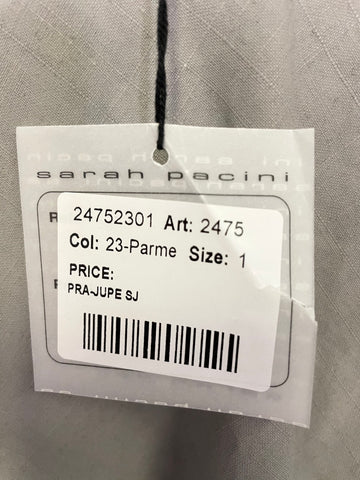 sarah pacini
24752301 Art: 2475
Col: 23-Parme Size: 1
PRICE:
PRA-JUPE SJ